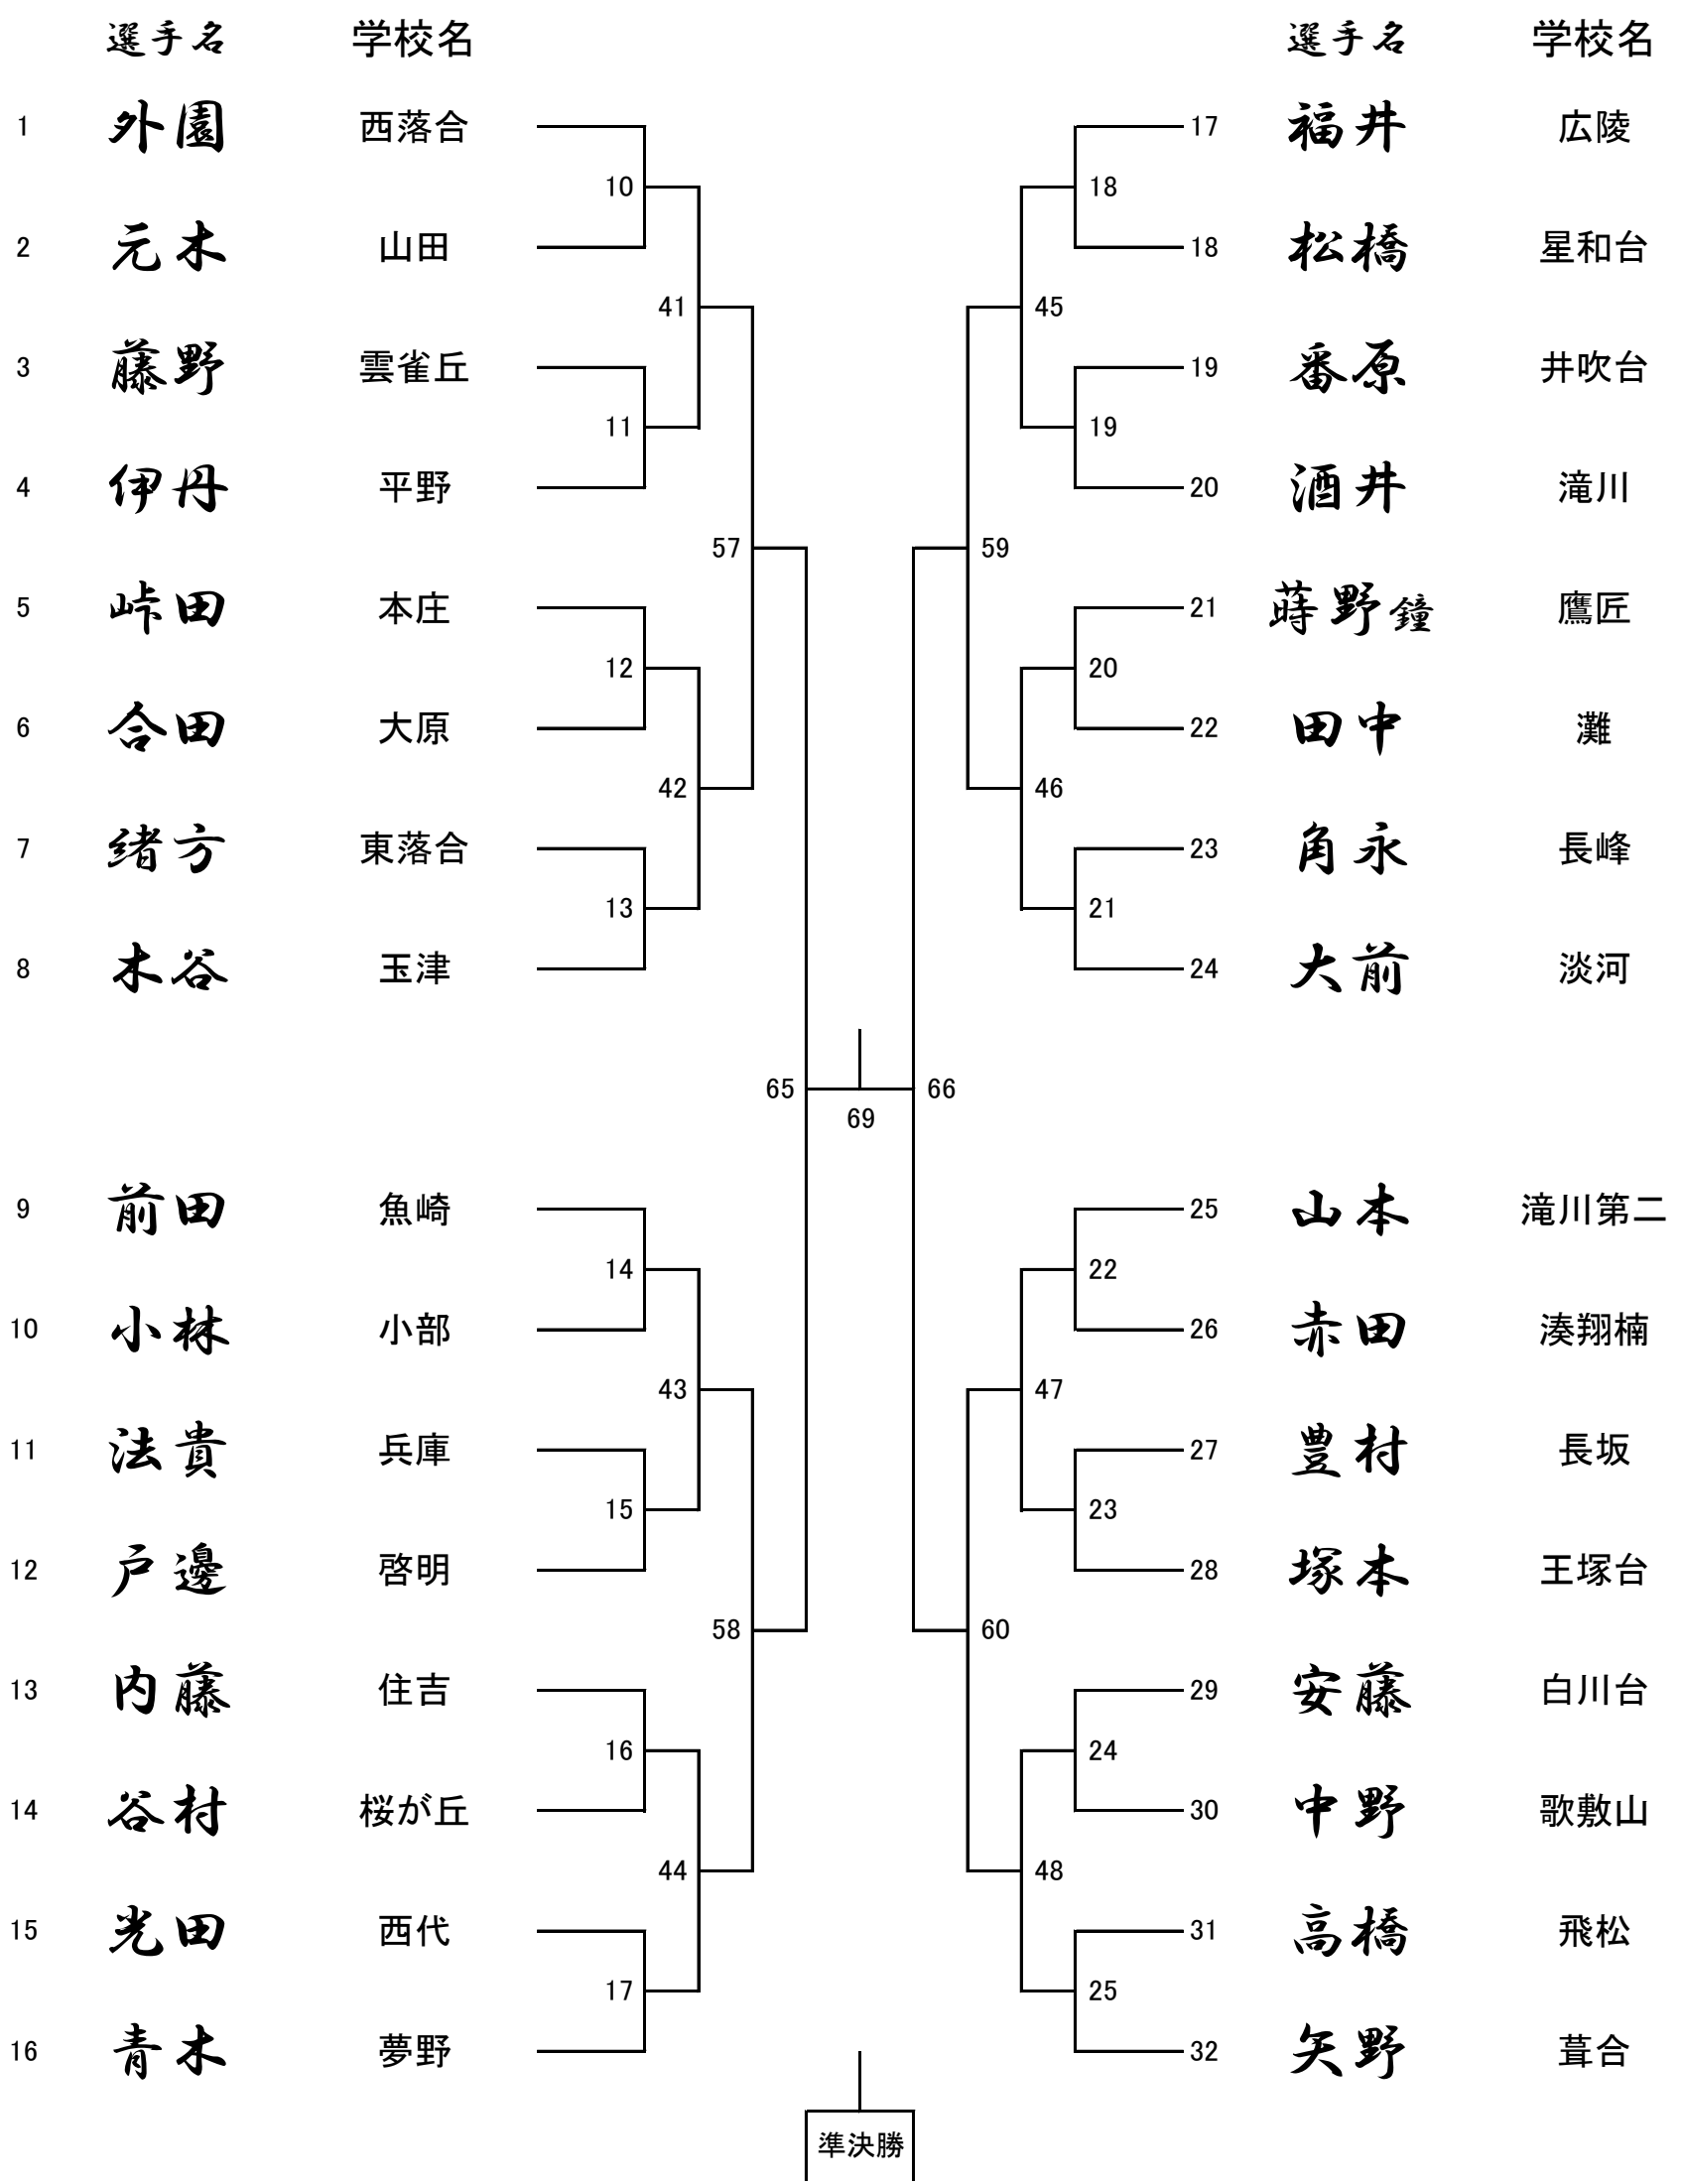 選手名 学校名 選手名 学校名
1 外園 西落合 17 福井 広陵
10 18
2 元木 山田 18 松橋 星和台
41 45
3 藤野 雲雀丘 19 番原 井吹台
11 19
4 伊丹 平野 20 酒井 滝川
57 59
5 峠田 本庄 21 蒔野鐘 鷹匠
12 20
6 合田 大原 22 田中 灘
42 46
7 緒方 東落合 23 角永 長峰
13 21
8 木谷 玉津 24 大前 淡河
65 66
69
9 前田 魚崎 25 山本 滝川第二
14 22
10 小林 小部 26 赤田 湊翔楠
43 47
11 法貴 兵庫 27 豊村 長坂
15 23
12 戸邊 啓明 28 塚本 王塚台
58 60
13 内藤 住吉 29 安藤 白川台
16 24
14 谷村 桜が丘 30 中野 歌敷山
44 48
15 光田 西代 31 高橋 飛松
17 25
16 青木 夢野 32 矢野 葺合
準決勝